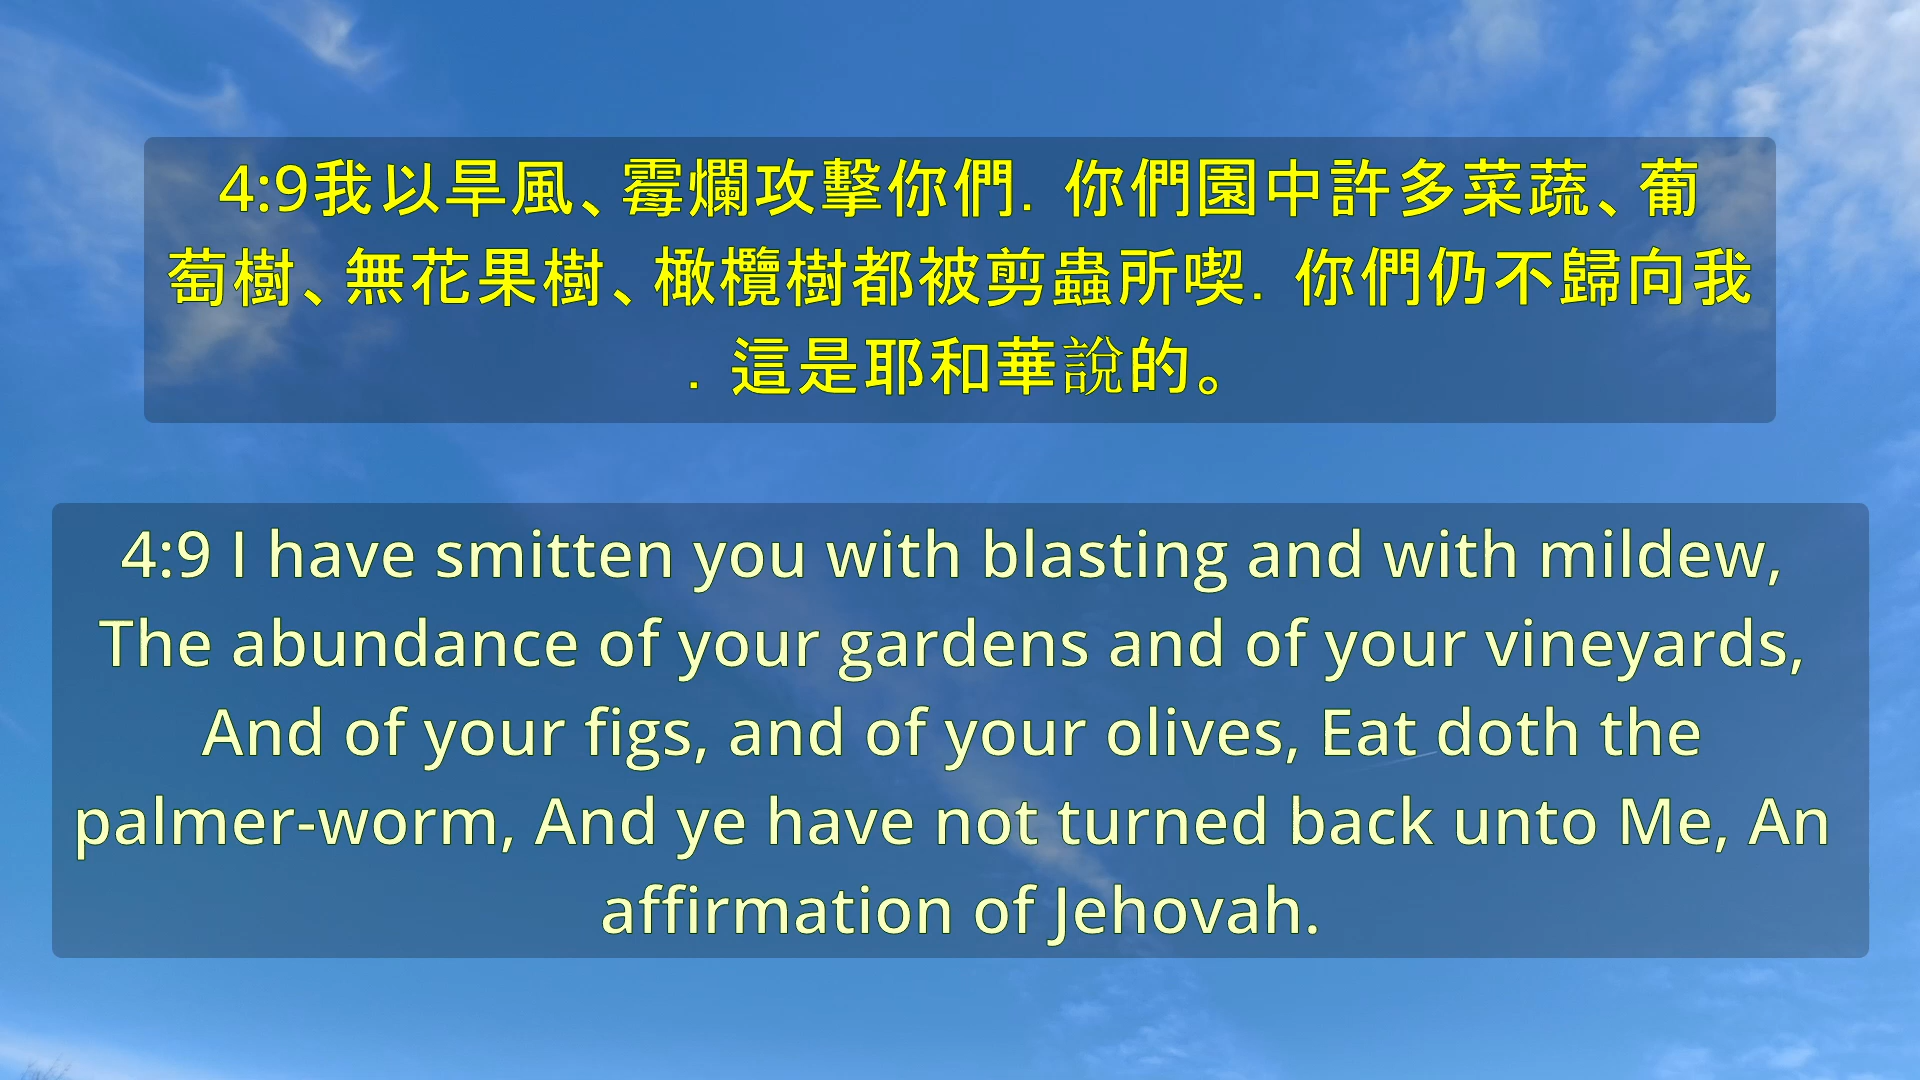 4:9我以旱風、霉爛攻擊你們．你們園中許多菜蔬、葡
萄樹、無花果樹、橄欖樹都被剪蟲所喫．你們仍不歸向我
．這是耶和華說的。
4:9 I have smitten you with blasting and with mildew,
The abundance of your gardens and of your vineyards,
And of your figs, and of your olives, Eat doth the
palmer-worm, And ye have not turned back unto Me, An
affirmation of Jehovah.